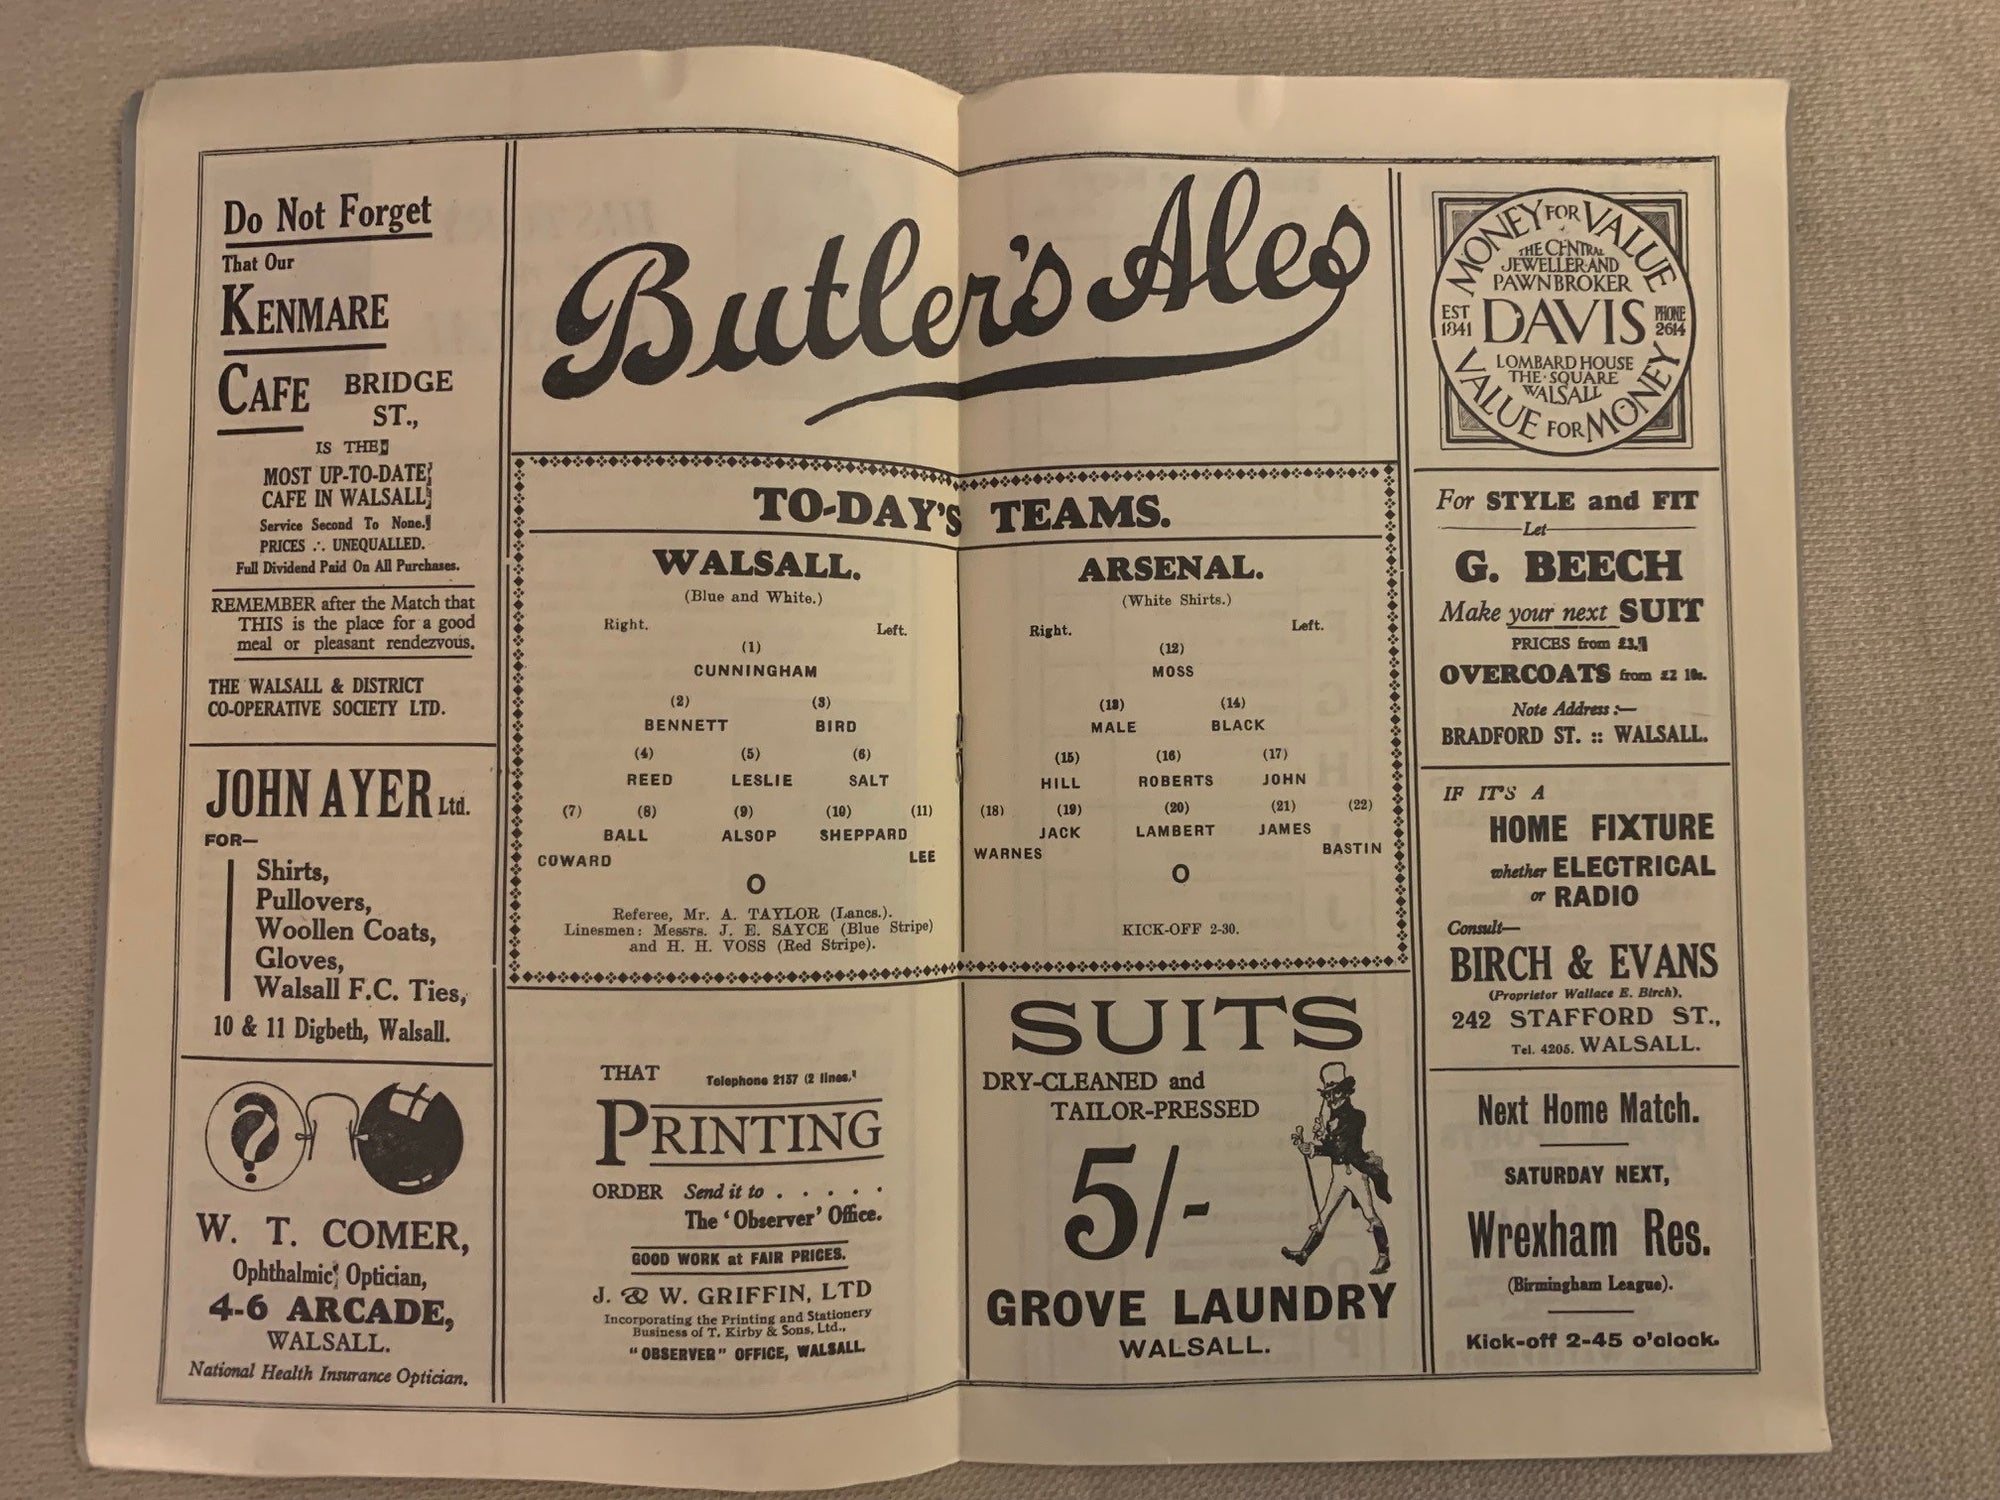 Do Not Forget
That Our
KENMARE
CAFE BRIDGE
ST.,
IS THE
MOST UP-TO-DATE
CAFE IN WALSALL
Service Second To None.
PRICES ∴ UNEQUALLED.
Full Dividend Paid On All Purchases.
REMEMBER after the Match that
THIS is the place for a good
meal or pleasant rendezvous.
THE WALSALL & DISTRICT
CO-OPERATIVE SOCIETY LTD.
JOHN AYER Ltd.
FOR—
Shirts,
Pullovers,
Woollen Coats,
Gloves,
Walsall F.C. Ties,
10 & 11 Digbeth, Walsall.
?
W. T. COMER,
Ophthalmic Optician,
4-6 ARCADE,
WALSALL.
National Health Insurance Optician.
Butler's Ales
TO-DAY'S TEAMS.
WALSALL.
(Blue and White.)
Right. Left.
(1)
CUNNINGHAM
(2) (3)
BENNETT BIRD
(4) (5) (6)
REED LESLIE SALT
(7) (8) (9) (10) (11)
BALL ALSOP SHEPPARD
COWARD LEE
O
Referee, Mr. A. TAYLOR (Lancs.).
Linesmen: Messrs. J. E. SAYCE (Blue Stripe)
and H. H. VOSS (Red Stripe).
ARSENAL.
(White Shirts.)
Right. Left.
(12)
MOSS
(13) (14)
MALE BLACK
(15) (16) (17)
HILL ROBERTS JOHN
(18) (19) (20) (21) (22)
JACK LAMBERT JAMES
WARNES BASTIN
O
KICK-OFF 2-30.
THAT Telephone 2137 (2 lines.)
PRINTING
ORDER Send it to . . . . .
The 'Observer' Office.
GOOD WORK at FAIR PRICES.
J. & W. GRIFFIN, LTD
Incorporating the Printing and Stationery
Business of T. Kirby & Sons, Ltd.,
"OBSERVER" OFFICE, WALSALL.
SUITS
DRY-CLEANED and
TAILOR-PRESSED
5/-
GROVE LAUNDRY
WALSALL.
MONEY FOR VALUE
THE CENTRAL
JEWELLER AND
PAWNBROKER
EST 1841 DAVIS PHONE 2614
LOMBARD HOUSE
THE·SQUARE
WALSALL
VALUE FOR MONEY
For STYLE and FIT
Let
G. BEECH
Make your next SUIT
PRICES from £3.
OVERCOATS from £2 10s.
Note Address:—
BRADFORD ST. :: WALSALL.
IF IT'S A
HOME FIXTURE
whether ELECTRICAL
or RADIO
Consult—
BIRCH & EVANS
(Proprietor Wallace E. Birch).
242 STAFFORD ST.,
Tel. 4205. WALSALL.
Next Home Match.
SATURDAY NEXT,
Wrexham Res.
(Birmingham League).
Kick-off 2-45 o'clock.